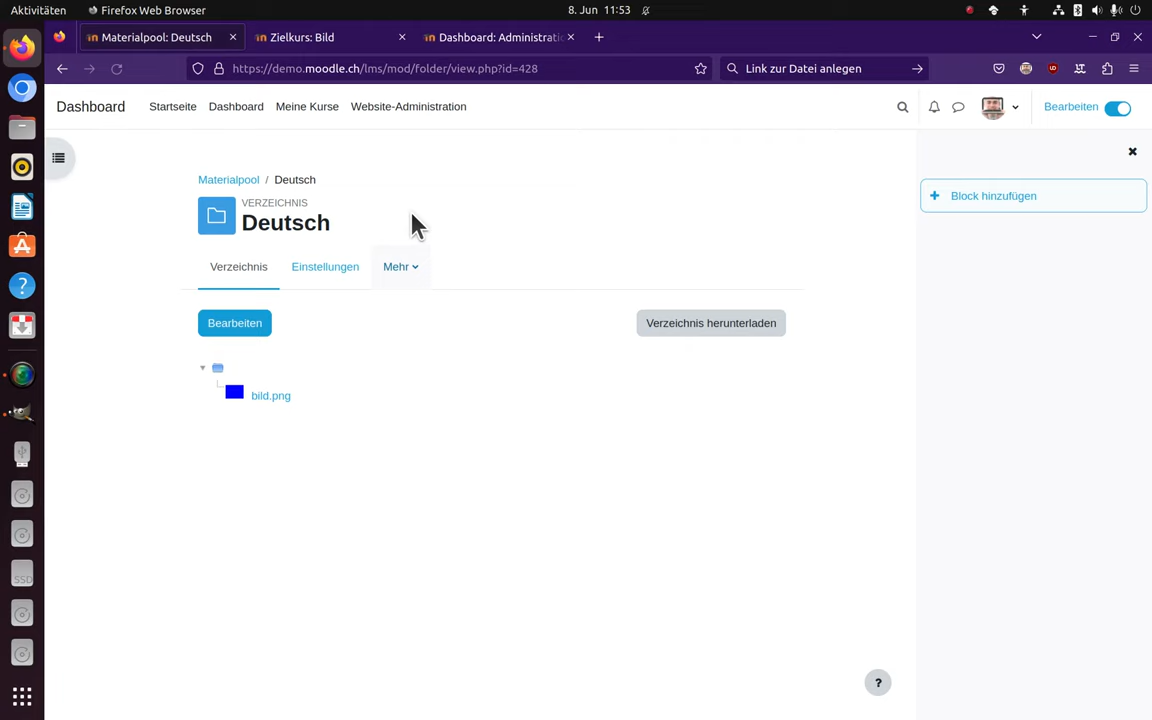 Aktivitäten Firefox Web Browser 8. Jun 11:53
Materialpool: Deutsch Zielkurs: Bild Dashboard: Administratio
https://demo.moodle.ch/lms/mod/folder/view.php?id=428 Link zur Datei anlegen
Dashboard Startseite Dashboard Meine Kurse Website-Administration Bearbeiten
Materialpool / Deutsch
Block hinzufügen
VERZEICHNIS
Deutsch
Verzeichnis Einstellungen Mehr
Bearbeiten Verzeichnis herunterladen
bild.png
SSD
?